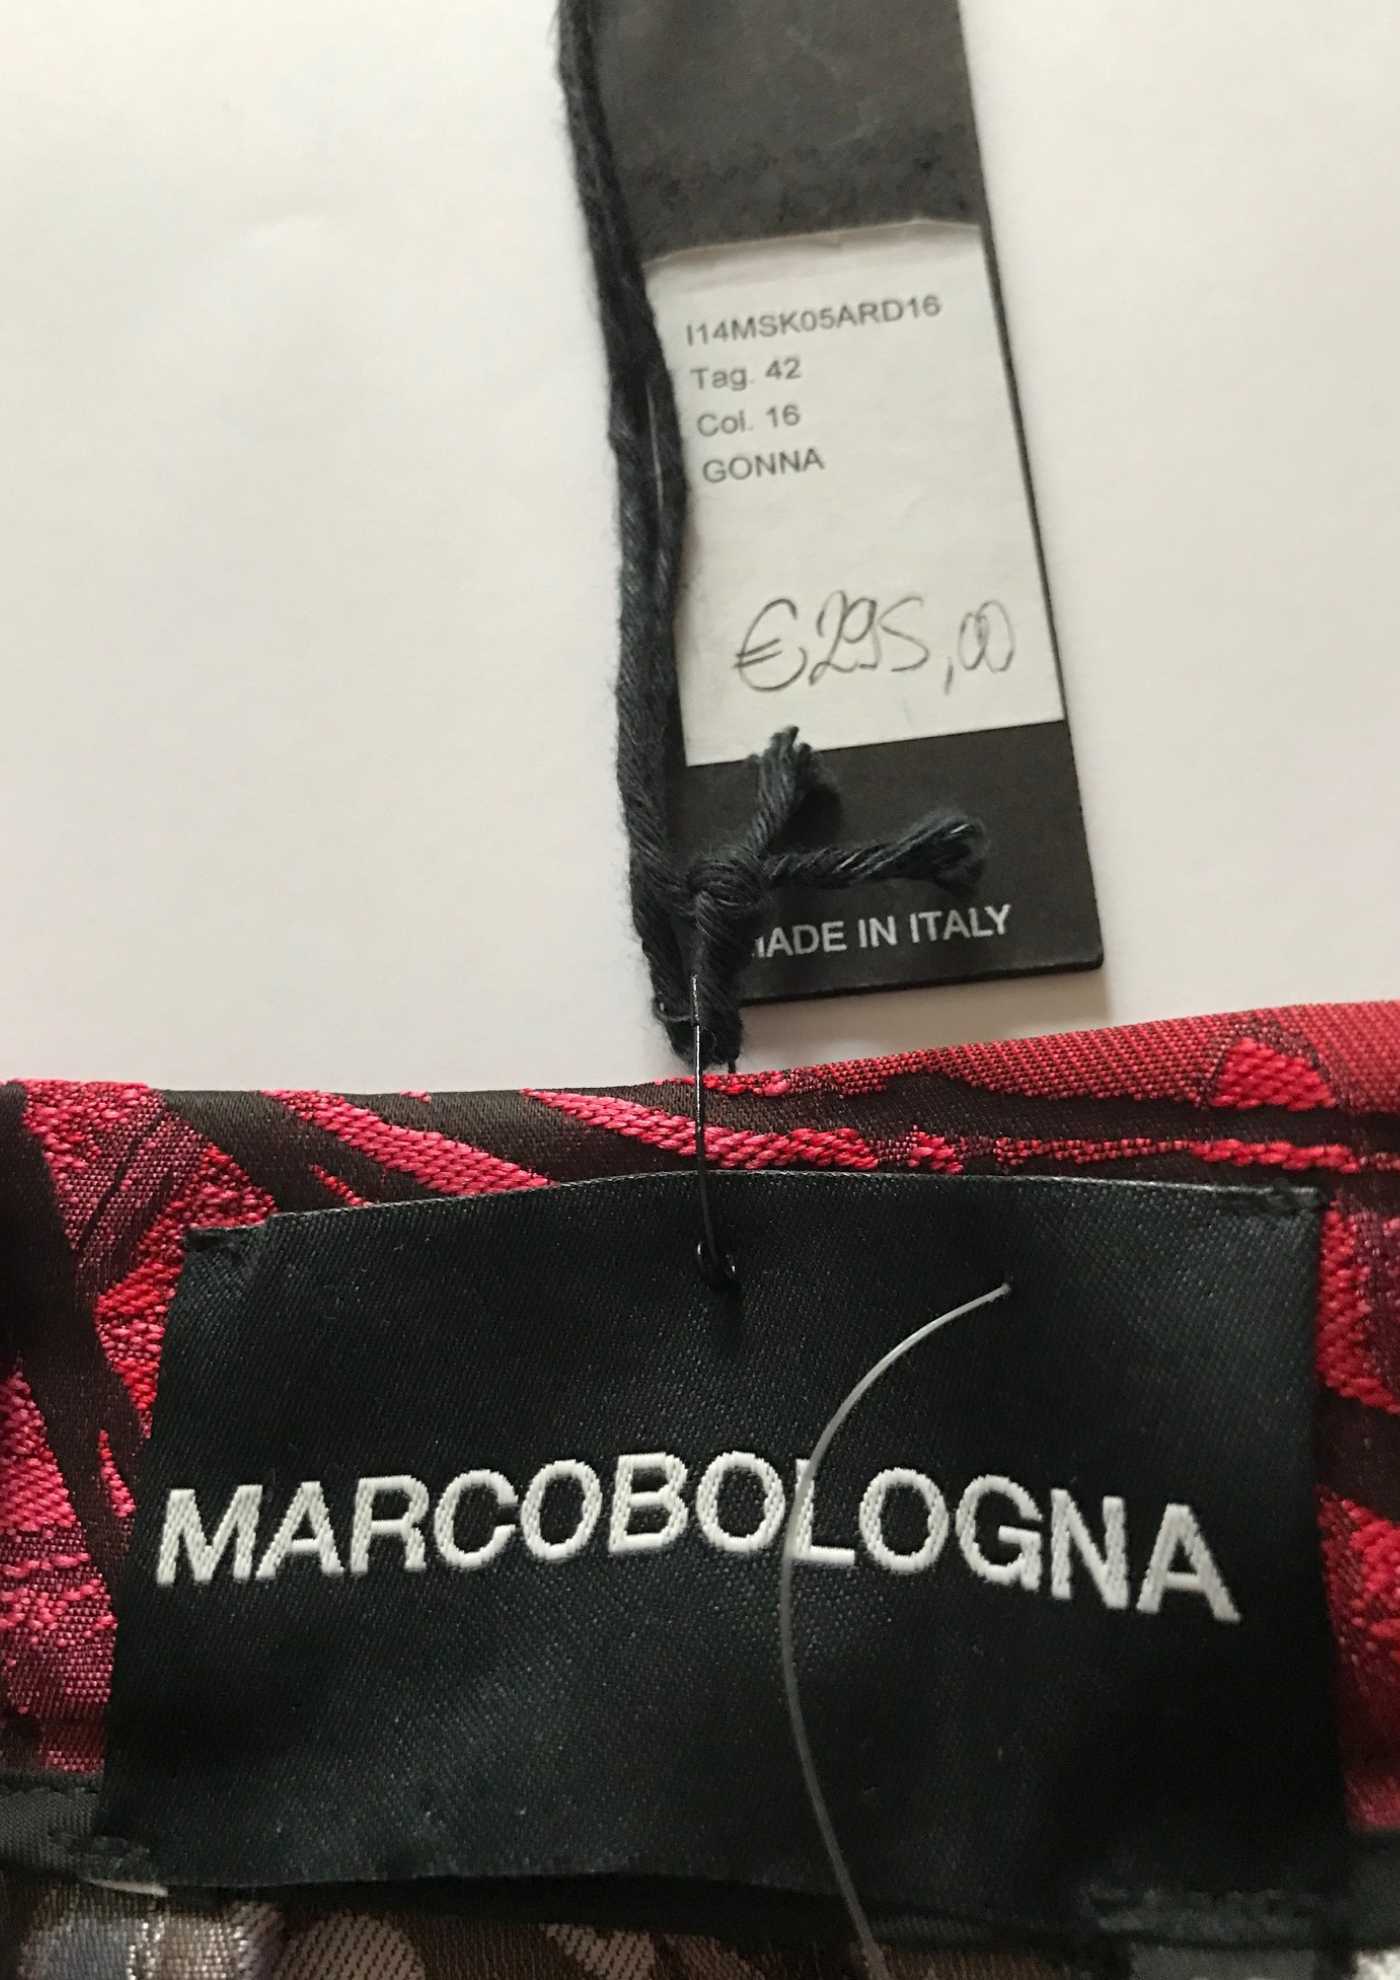 I14MSK05ARD16
Tag. 42
Col. 16
GONNA
€295,00
MADE IN ITALY
MARCOBOLOGNA